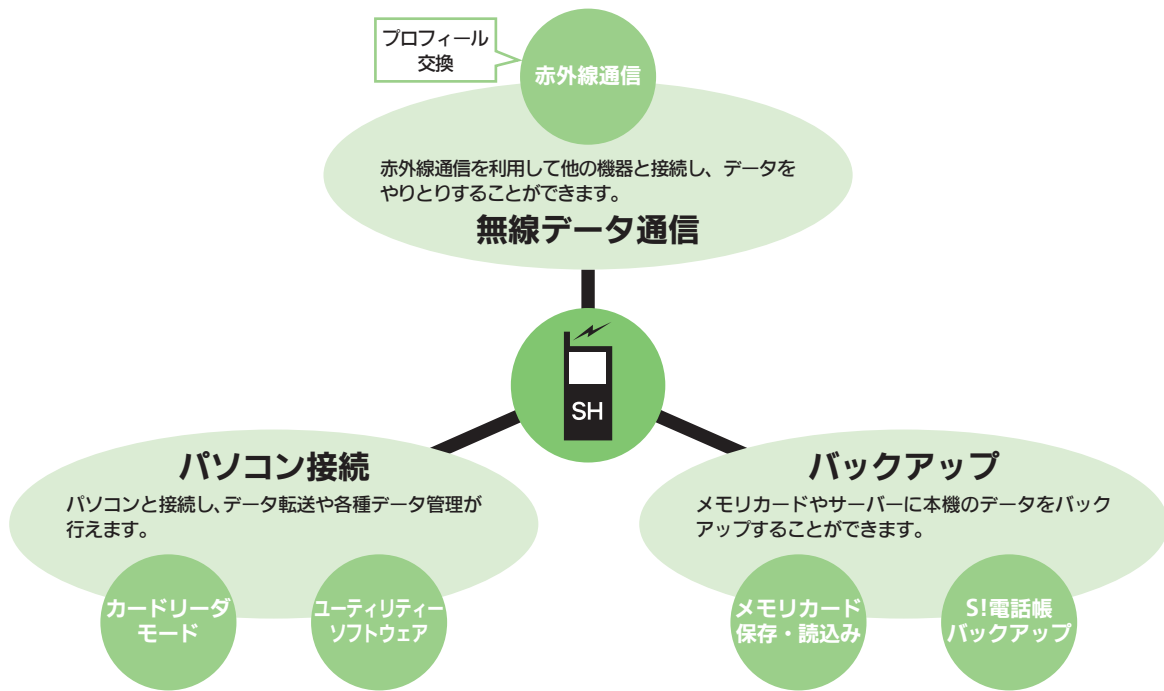 プロフィール
交換
赤外線通信
赤外線通信を利用して他の機器と接続し、データを
やりとりすることができます。
無線データ通信
SH
パソコン接続
パソコンと接続し、データ転送や各種データ管理が
行えます。
カードリーダ
モード
ユーティリティー
ソフトウェア
バックアップ
メモリカードやサーバーに本機のデータをバック
アップすることができます。
メモリカード
保存・読込み
S!電話帳
バックアップ